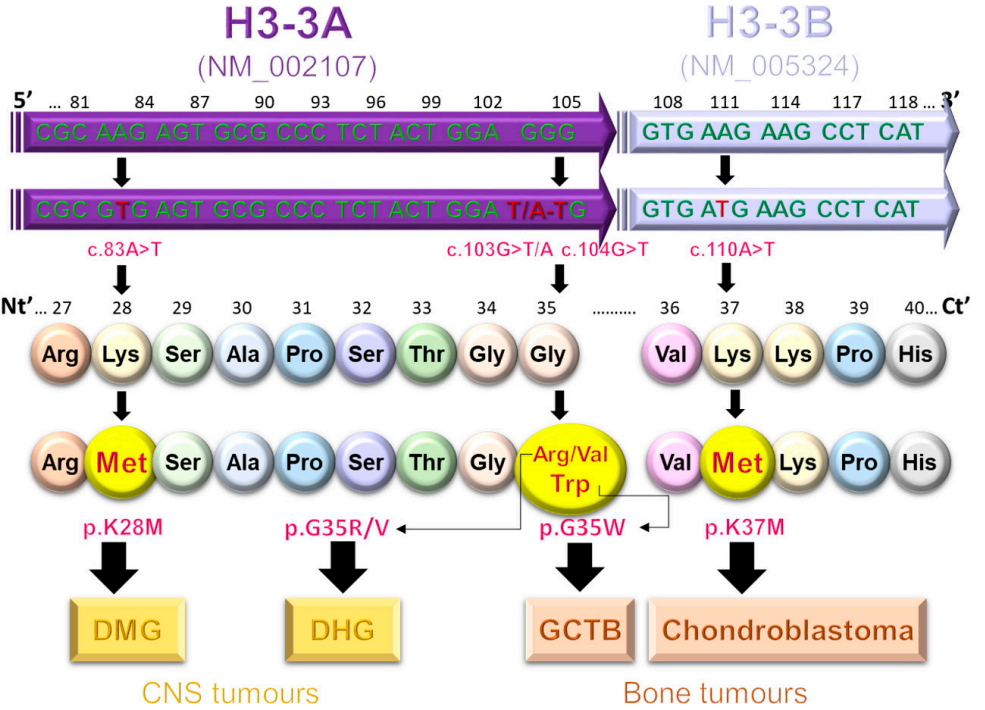 H3-3A H3-3B
(NM_002107) (NM_005324)
5’ ... 81 84 87 90 93 96 99 102 105 108 111 114 117 118 ... 3’
CGC AAG AGT GCG CCC TCT ACT GGA GGG GTG AAG AAG CCT CAT
CGC GTG AGT GCG CCC TCT ACT GGA T/A-TG GTG ATG AAG CCT CAT
c.83A>T c.103G>T/A c.104G>T c.110A>T
Nt’ ... 27 28 29 30 31 32 33 34 35 .......... 36 37 38 39 40... Ct’
Arg Lys Ser Ala Pro Ser Thr Gly Gly Val Lys Lys Pro His
Arg Met Ser Ala Pro Ser Thr Gly Arg/Val Val Met Lys Pro His
Trp
p.K28M p.G35R/V p.G35W p.K37M
DMG DHG GCTB Chondroblastoma
CNS tumours Bone tumours